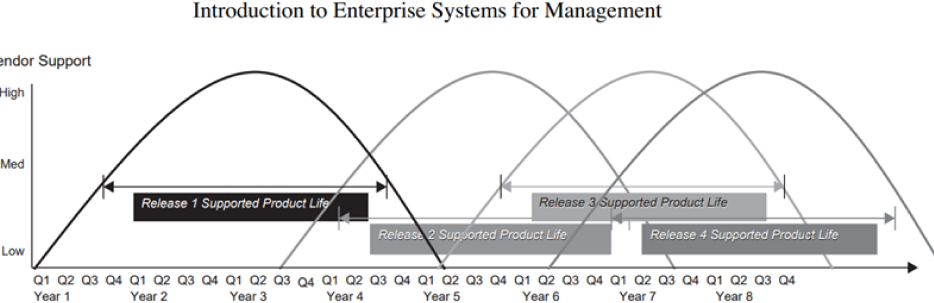 Introduction to Enterprise Systems for Management
endor Support
High
Med
Low
Release 1 Supported Product Life
Release 2 Supported Product Life
Release 3 Supported Product Life
Release 4 Supported Product Life
Q1 Q2 Q3 Q4 Q1 Q2 Q3 Q4 Q1 Q2 Q3 Q4 Q1 Q2 Q3 Q4 Q1 Q2 Q3 Q4 Q1 Q2 Q3 Q4 Q1 Q2 Q3 Q4 Q1 Q2 Q3 Q4
Year 1 Year 2 Year 3 Year 4 Year 5 Year 6 Year 7 Year 8